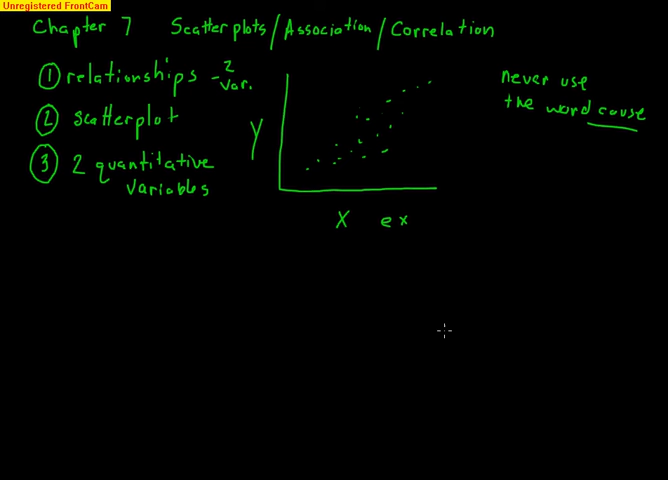 Unregistered FrontCam
Chapter 7 Scatterplots/Association/Correlation
① relationships - 2 var.
② scatterplot
③ 2 quantitative
variables
Y
X ex
never use
the word cause